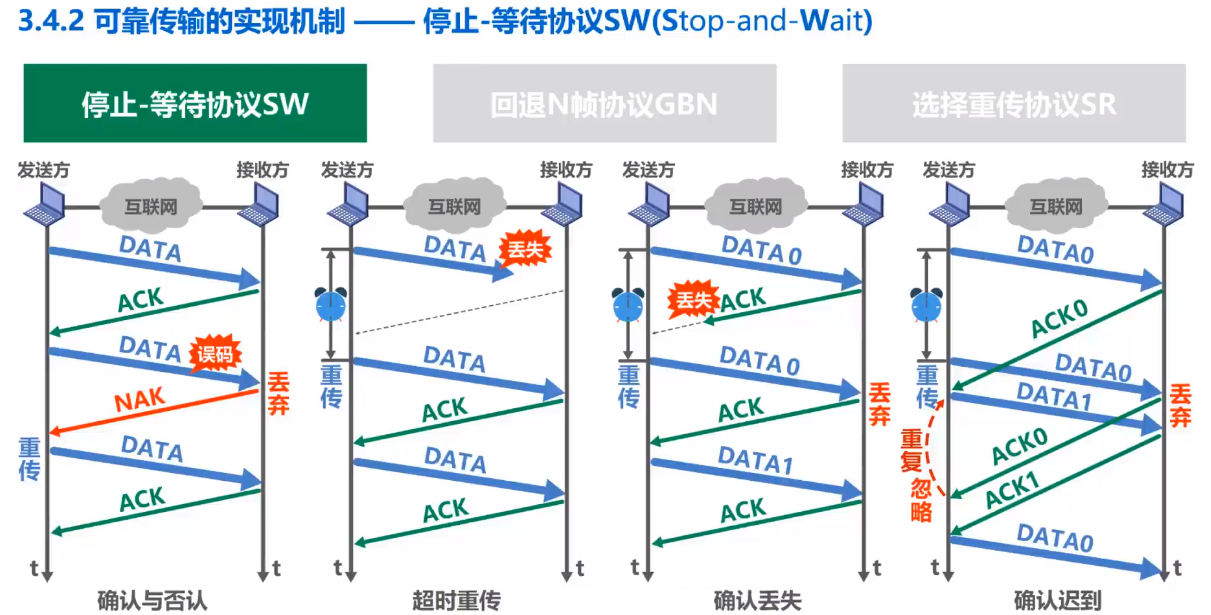 3.4.2 可靠传输的实现机制 —— 停止-等待协议SW(Stop-and-Wait)
停止-等待协议SW
回退N帧协议GBN
选择重传协议SR
发送方
接收方
互联网
DATA
ACK
DATA
误码
丢弃
NAK
重传
DATA
ACK
t
t
确认与否认
发送方
接收方
互联网
DATA
丢失
重传
DATA
ACK
DATA
ACK
t
t
超时重传
发送方
接收方
互联网
DATA0
丢失
ACK
重传
DATA0
丢弃
ACK
DATA1
ACK
t
t
确认丢失
发送方
接收方
互联网
DATA0
ACK0
重传
DATA0
丢弃
DATA1
重复
忽略
ACK0
ACK1
DATA0
t
t
确认迟到